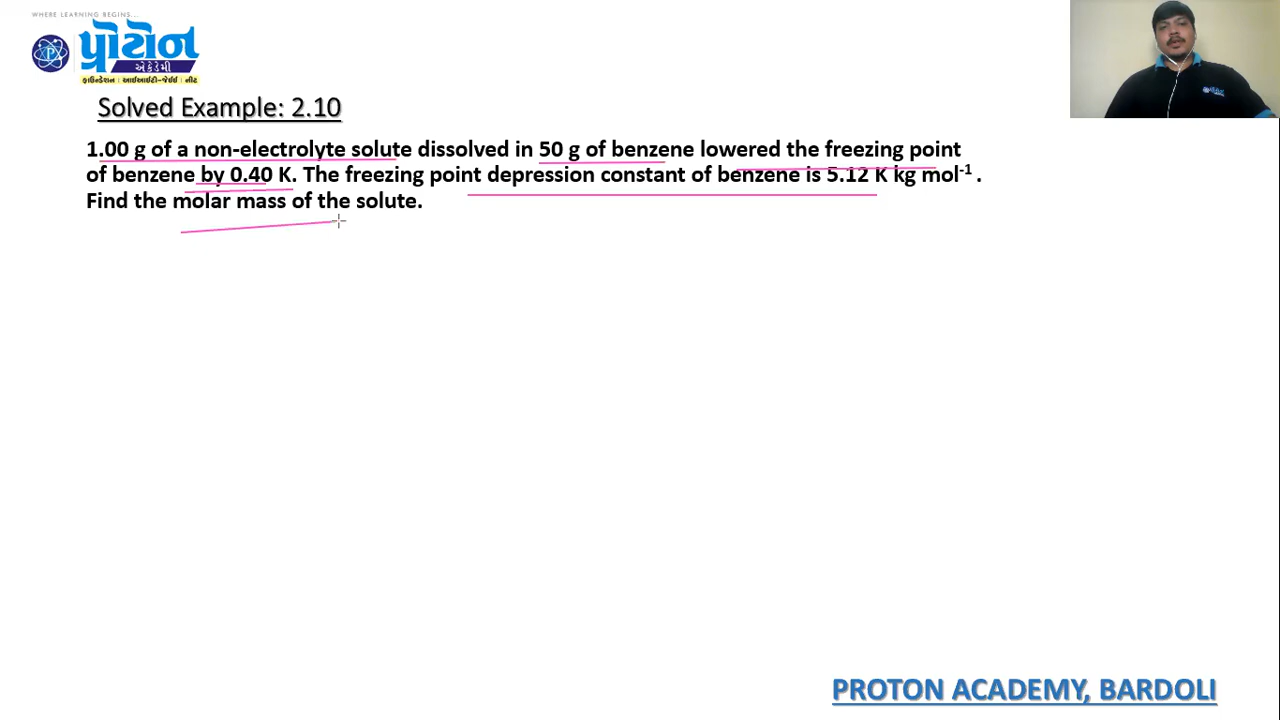 WHERE LEARNING BEGINS...
પ્રોટોન
એકેડેમી
ફાઉન્ડેશન | આઈઆઈટી-જેઈઈ | નીટ
Solved Example: 2.10
1.00 g of a non-electrolyte solute dissolved in 50 g of benzene lowered the freezing point
of benzene by 0.40 K. The freezing point depression constant of benzene is 5.12 K kg mol⁻¹ .
Find the molar mass of the solute.
PROTON ACADEMY, BARDOLI